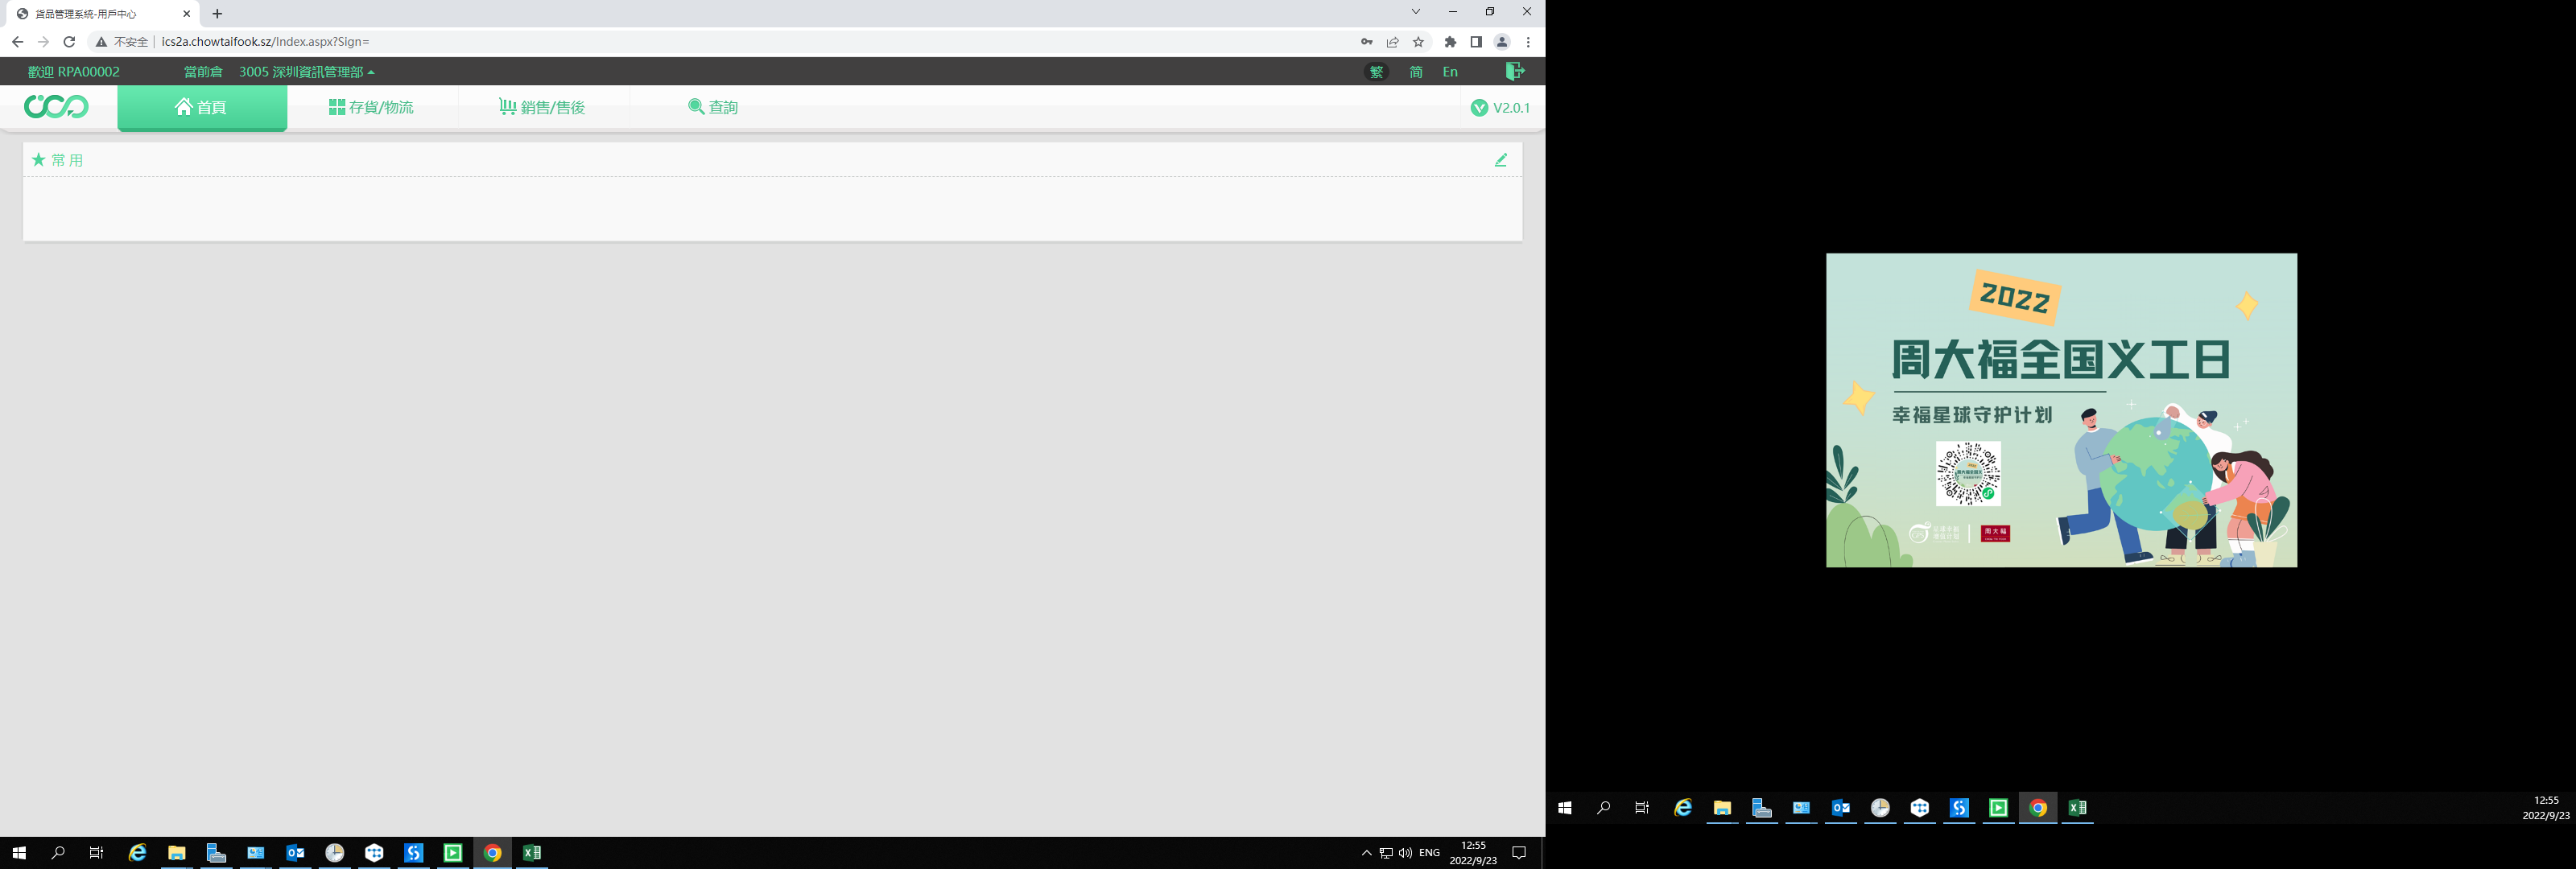 貨品管理系統-用戶中心
不安全 ics2a.chowtaifook.sz/Index.aspx?Sign=
歡迎 RPA00002 當前倉 3005 深圳資訊管理部 繁 简 En
首頁 存貨/物流 銷售/售後 查詢 V2.0.1
常用
ENG 12:55
2022/9/23
2022
周大福全国义工日
幸福星球守护计划
周大福
12:55
2022/9/23